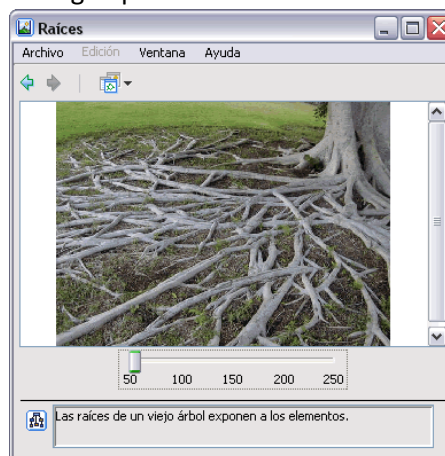 Raíces
Archivo Edición Ventana Ayuda
50 100 150 200 250
Las raíces de un viejo árbol exponen a los elementos.